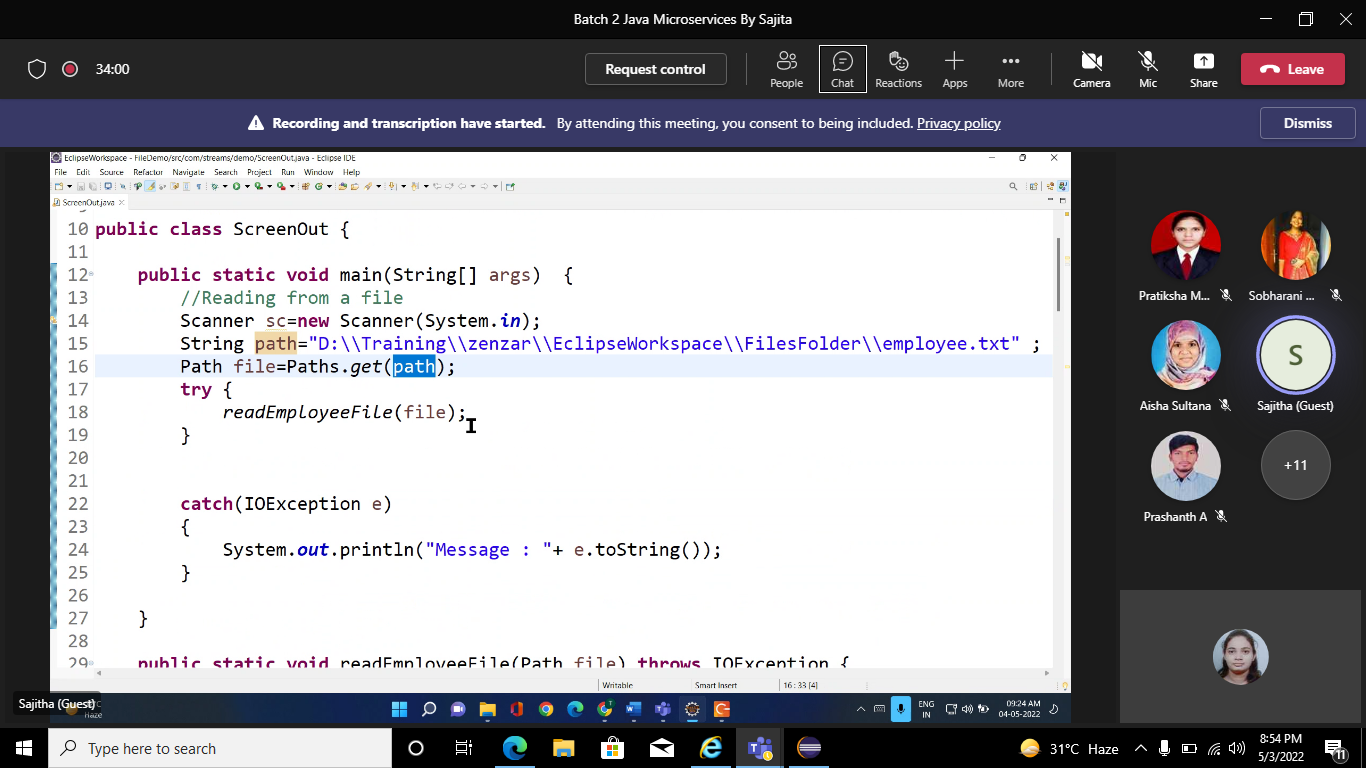 Batch 2 Java Microservices By Sajita
34:00
Request control
People
Chat
Reactions
Apps
More
Camera
Mic
Share
Leave
Recording and transcription have started. By attending this meeting, you consent to being included. Privacy policy
Dismiss
EclipseWorkspace - FileDemo/src/com/streams/demo/ScreenOut.java - Eclipse IDE
File Edit Source Refactor Navigate Search Project Run Window Help
ScreenOut.java
10 public class ScreenOut {
11
12 public static void main(String[] args) {
13 //Reading from a file
14 Scanner sc=new Scanner(System.in);
15 String path="D:\\Training\\zenzar\\EclipseWorkspace\\FilesFolder\\employee.txt" ;
16 Path file=Paths.get(path);
17 try {
18 readEmployeeFile(file);
19 }
20
21
22 catch(IOException e)
23 {
24 System.out.println("Message : "+ e.toString());
25 }
26
27 }
28
29 public static void readEmployeeFile(Path file) throws IOException {
Writable
Smart Insert
16 : 33 [4]
Pratiksha M...
Sobharani ...
Aisha Sultana
S
Sajitha (Guest)
Prashanth A
+11
Sajitha (Guest)
Haze
ENG
IN
09:24 AM
04-05-2022
Type here to search
31°C Haze
8:54 PM
5/3/2022
11